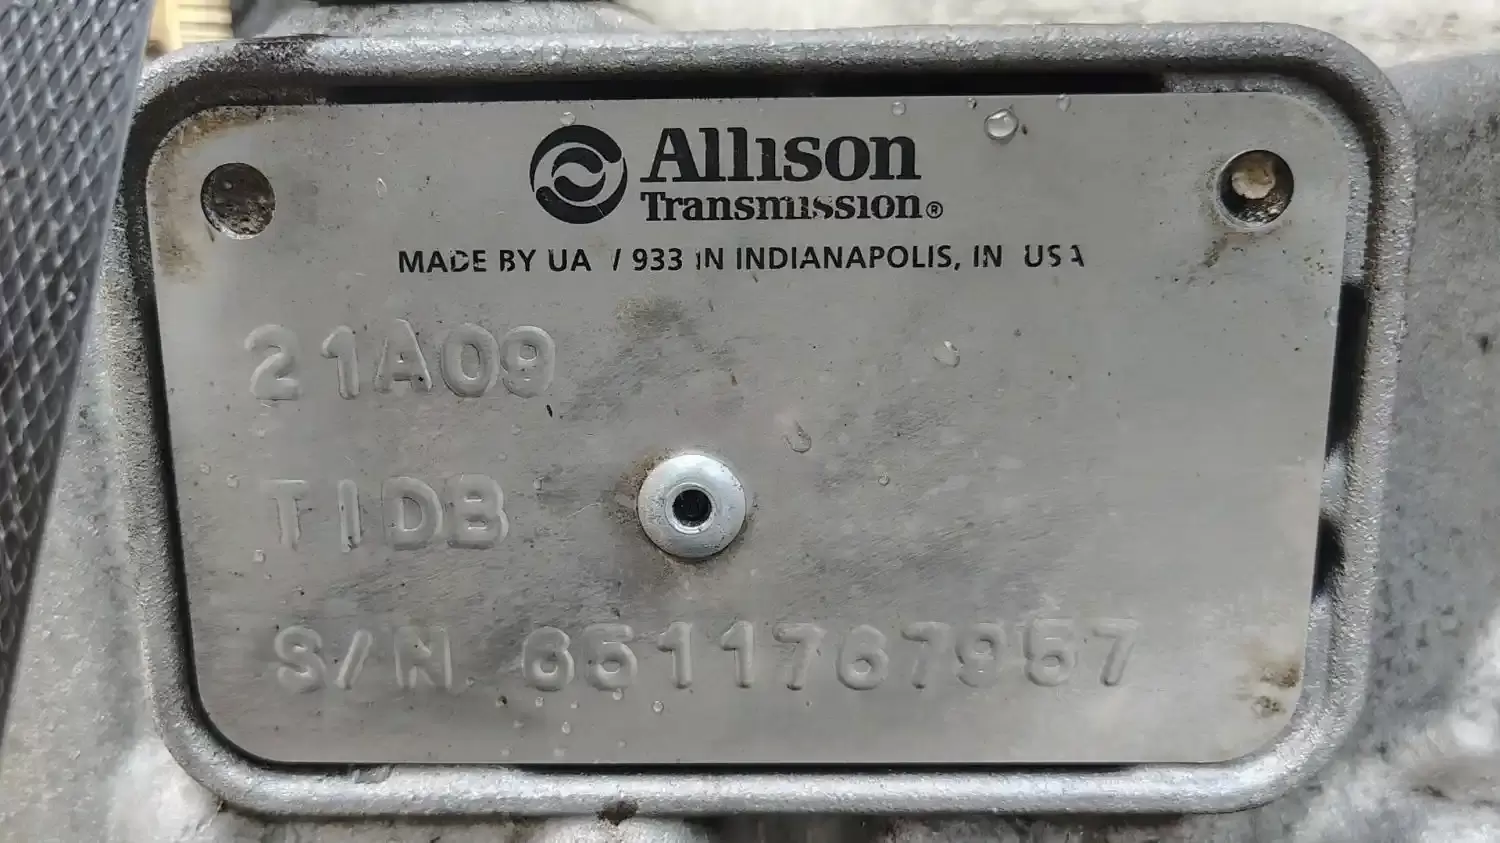 Allison
Transmission®
MADE BY UA / 933 IN INDIANAPOLIS, IN USA
21A09
TIDB
S/N 6511767957